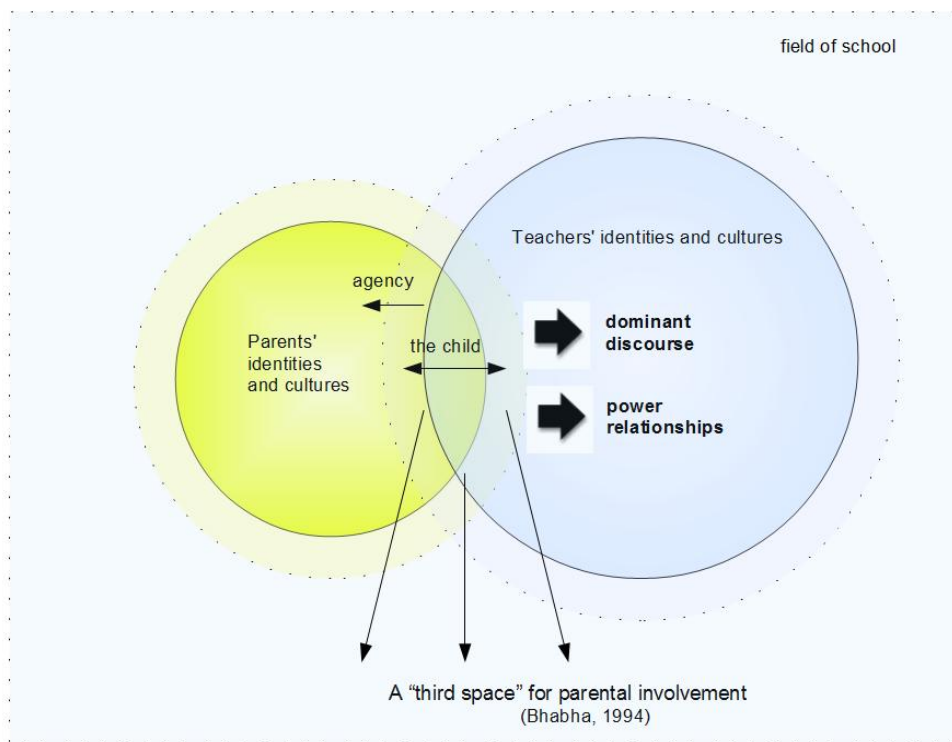 field of school
Teachers' identities and cultures
agency
the child
Parents'
identities
and cultures
dominant
discourse
power
relationships
A “third space” for parental involvement
(Bhabha, 1994)